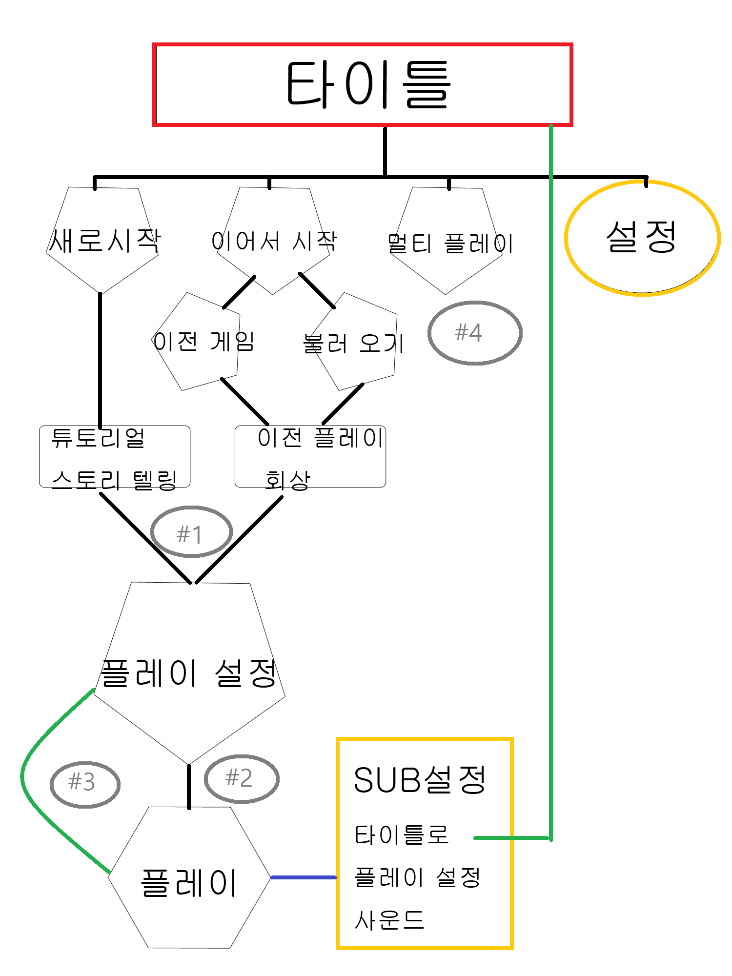 타이틀
새로시작
이어서 시작
멀티 플레이
설정
이전 게임
불러 오기
#4
튜토리얼
스토리 텔링
이전 플레이
회상
#1
플레이 설정
#3
#2
플레이
SUB설정
타이틀로
플레이 설정
사운드